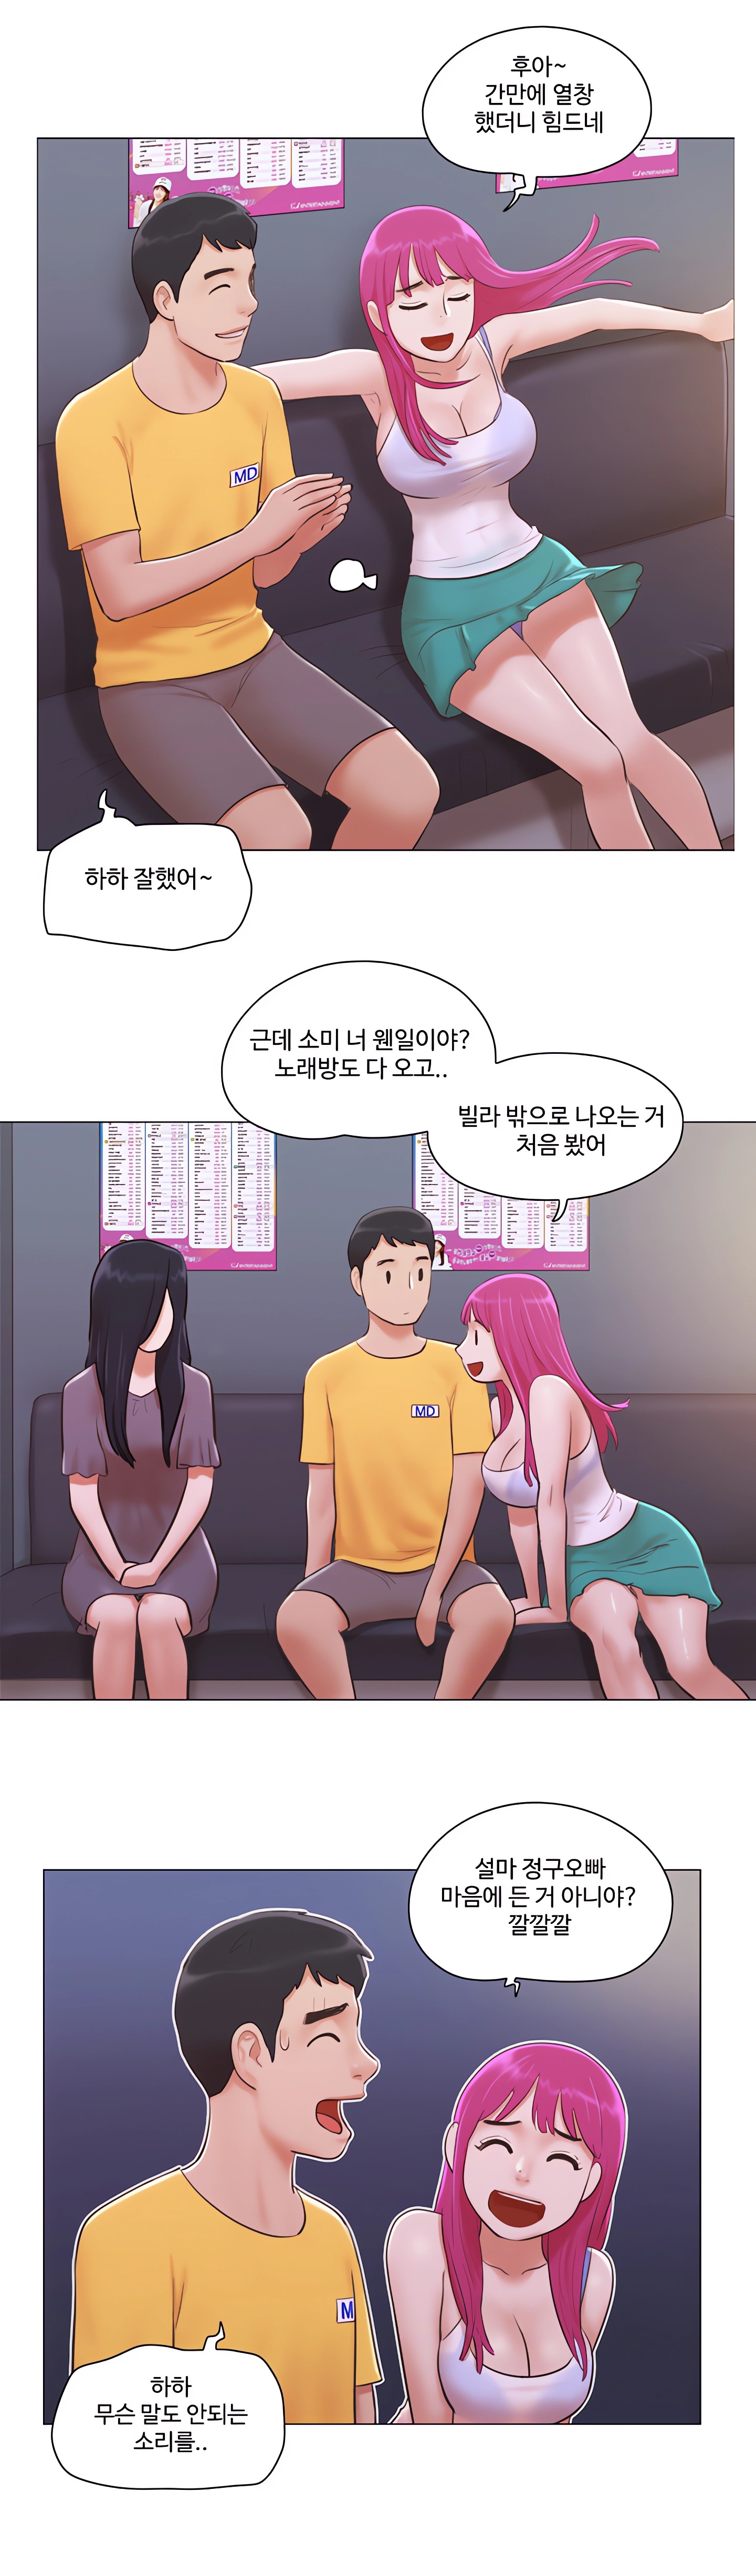 후아~
간만에 열창
했더니 힘드네
MD
하하 잘했어~
근데 소미 너 웬일이야?
노래방도 다 오고..
빌라 밖으로 나오는 거
처음 봤어
MD
설마 정구오빠
마음에 든 거 아니야?
깔깔깔
M
하하
무슨 말도 안되는
소리를..